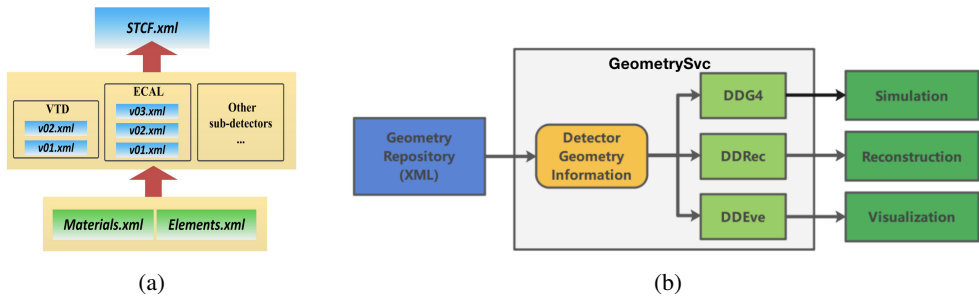 STCF.xml
VTD
v02.xml
v01.xml
ECAL
v03.xml
v02.xml
v01.xml
Other
sub-detectors
...
Materials.xml
Elements.xml
(a)
GeometrySvc
Geometry
Repository
(XML)
Detector
Geometry
Information
DDG4
DDRec
DDEve
Simulation
Reconstruction
Visualization
(b)